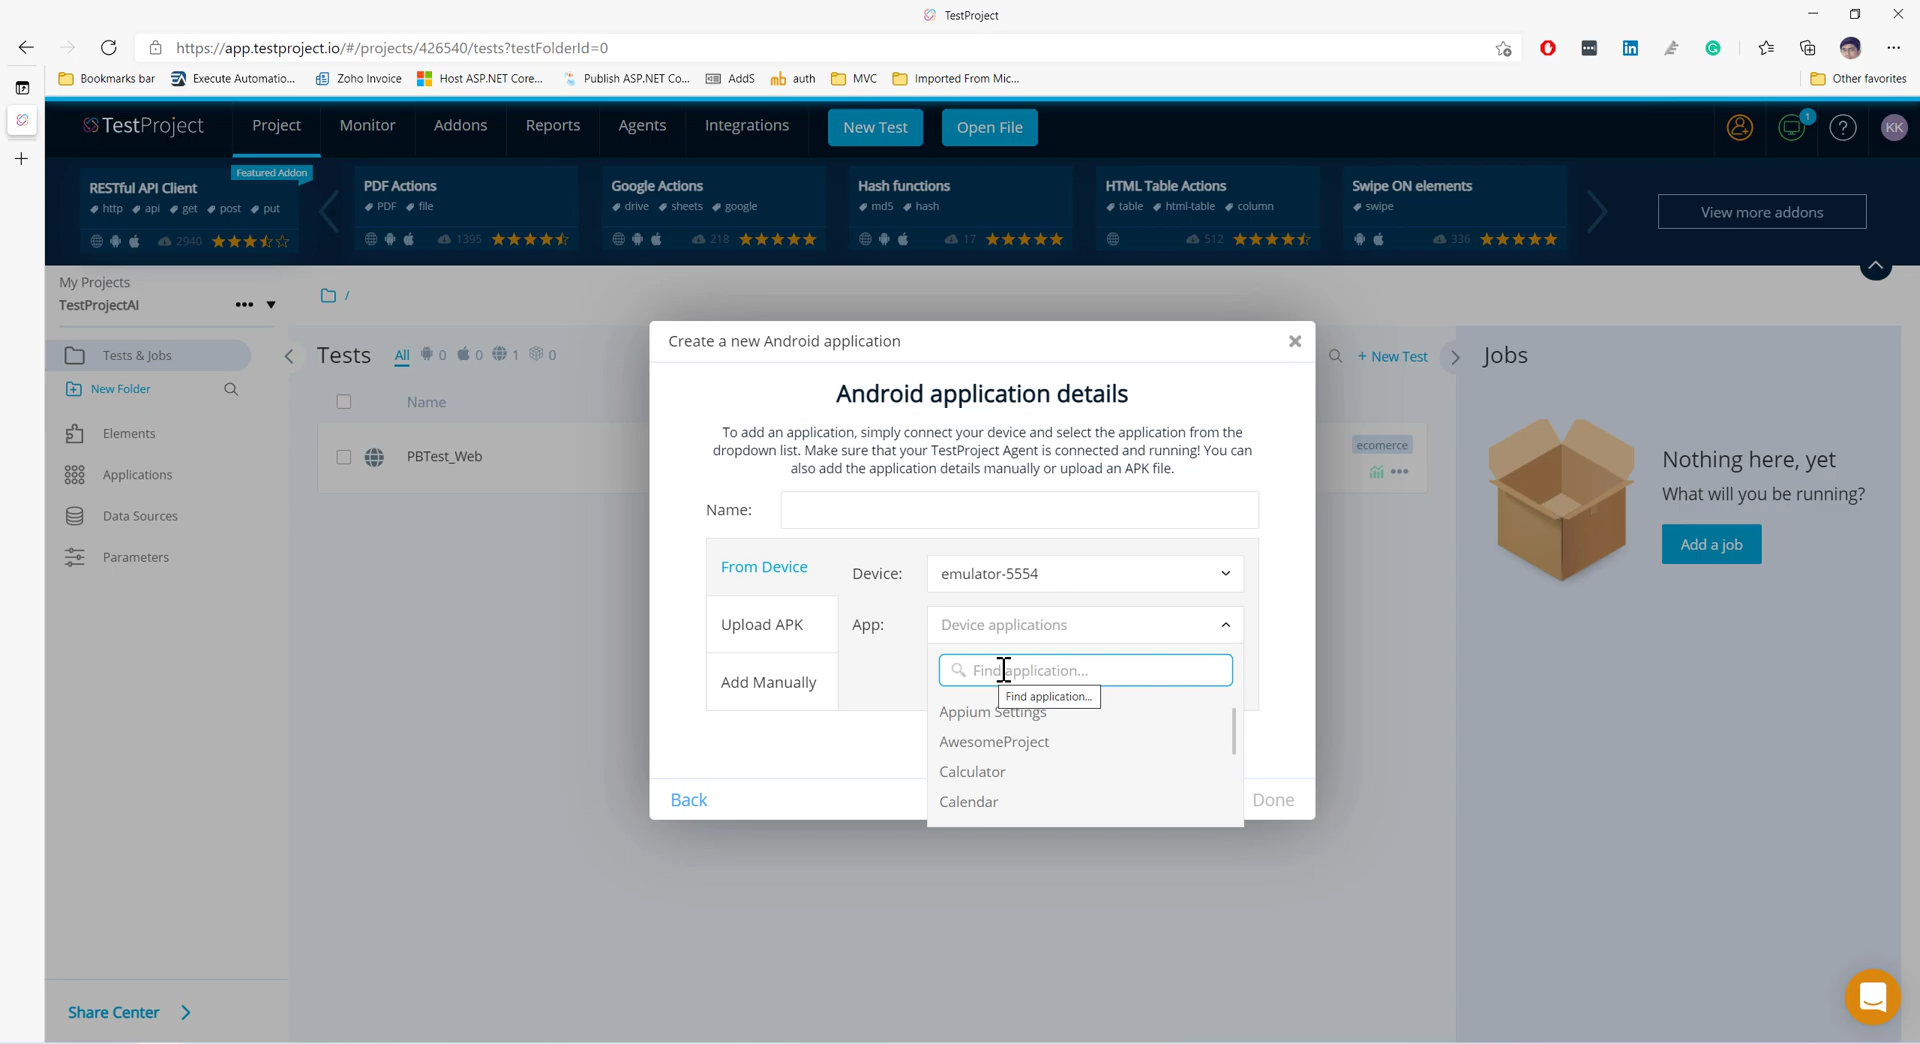 TestProject
https://app.testproject.io/#/projects/426540/tests?testFolderId=0
Bookmarks bar
Execute Automatio...
Zoho Invoice
Host ASP.NET Core...
Publish ASP.NET Co...
AddS
auth
MVC
Imported From Mic...
Other favorites
TestProject
Project
Monitor
Addons
Reports
Agents
Integrations
New Test
Open File
1
KK
Featured Addon
RESTful API Client
http api get post put
2940
PDF Actions
PDF file
1395
Google Actions
drive sheets google
218
Hash functions
md5 hash
17
HTML Table Actions
table html-table column
512
Swipe ON elements
swipe
336
View more addons
My Projects
TestProjectAI
/
Tests & Jobs
New Folder
Elements
Applications
Data Sources
Parameters
Share Center
Tests
All 0 0 1 0
+ New Test
Name
PBTest_Web
ecomerce
Jobs
Nothing here, yet
What will you be running?
Add a job
Create a new Android application
Android application details
To add an application, simply connect your device and select the application from the
dropdown list. Make sure that your TestProject Agent is connected and running! You can
also add the application details manually or upload an APK file.
Name:
From Device
Upload APK
Add Manually
Device:
emulator-5554
App:
Device applications
Find application...
Find application...
Appium Settings
AwesomeProject
Calculator
Calendar
Back
Done